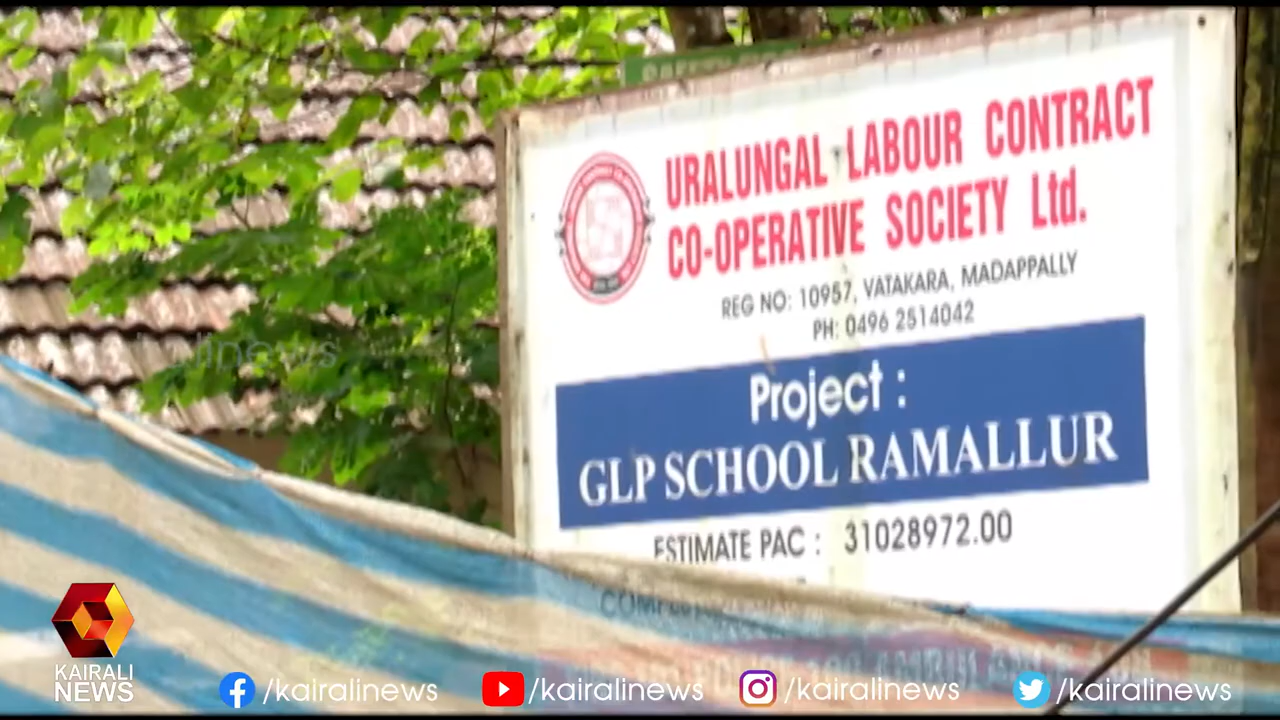 URALUNGAL LABOUR CONTRACT
CO-OPERATIVE SOCIETY Ltd.
REG NO: 10957, VATAKARA, MADAPPALLY
PH: 0496 2514042
Project :
GLP SCHOOL RAMALLUR
ESTIMATE PAC : 31028972.00
kairalinews
KAIRALI
NEWS
/kairalinews
/kairalinews
/kairalinews
/kairalinews